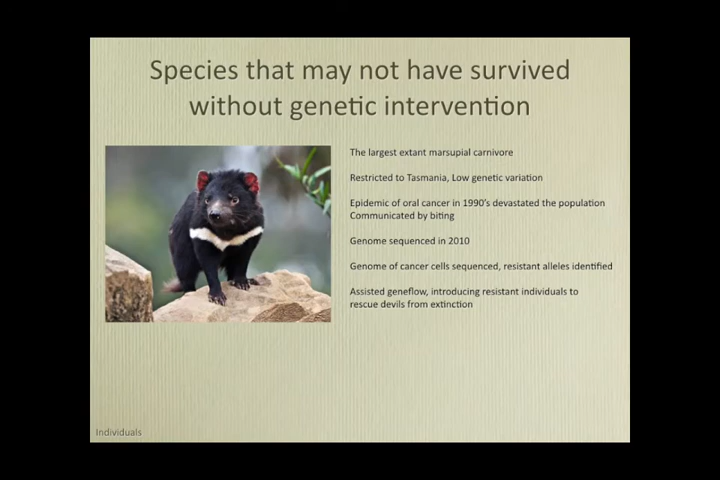 Species that may not have survived
without genetic intervention
The largest extant marsupial carnivore
Restricted to Tasmania, Low genetic variation
Epidemic of oral cancer in 1990's devastated the population
Communicated by biting
Genome sequenced in 2010
Genome of cancer cells sequenced, resistant alleles identified
Assisted geneflow, introducing resistant individuals to
rescue devils from extinction
Individuals